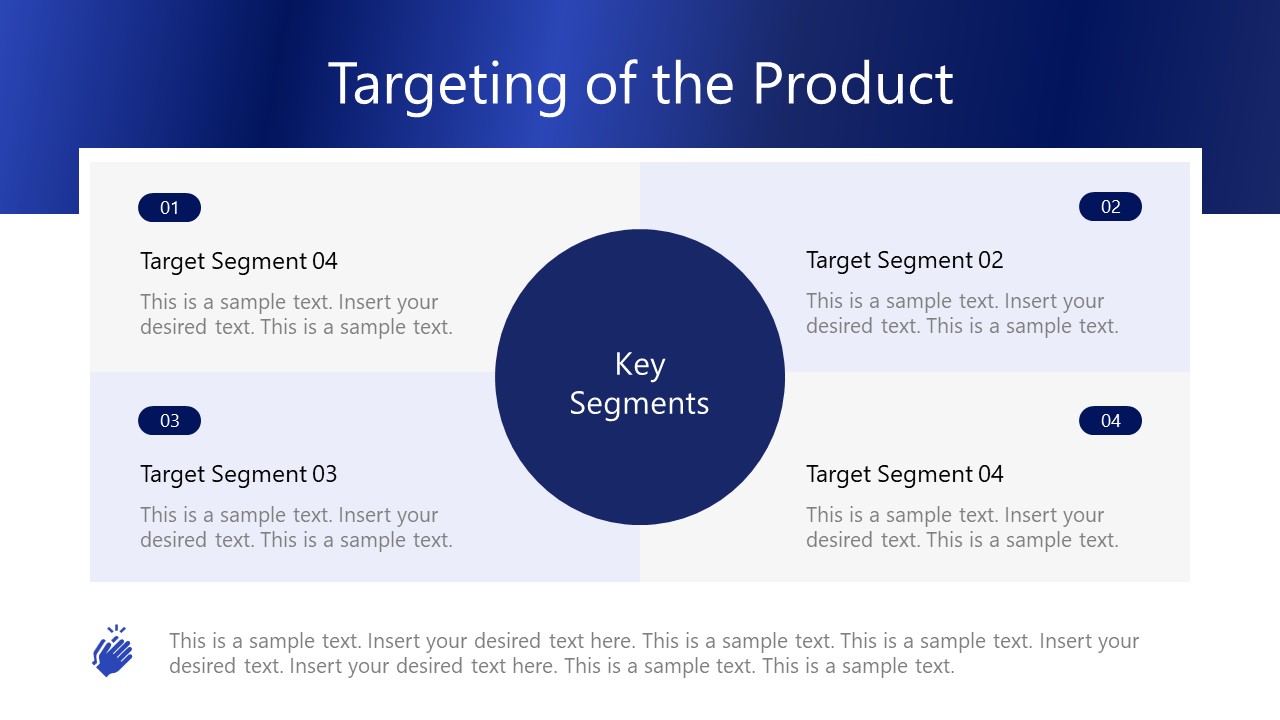 Targeting of the Product
01
Target Segment 04
This is a sample text. Insert your
desired text. This is a sample text.
02
Target Segment 02
This is a sample text. Insert your
desired text. This is a sample text.
Key
Segments
03
Target Segment 03
This is a sample text. Insert your
desired text. This is a sample text.
04
Target Segment 04
This is a sample text. Insert your
desired text. This is a sample text.
This is a sample text. Insert your desired text here. This is a sample text. This is a sample text. Insert your
desired text. Insert your desired text here. This is a sample text. This is a sample text.